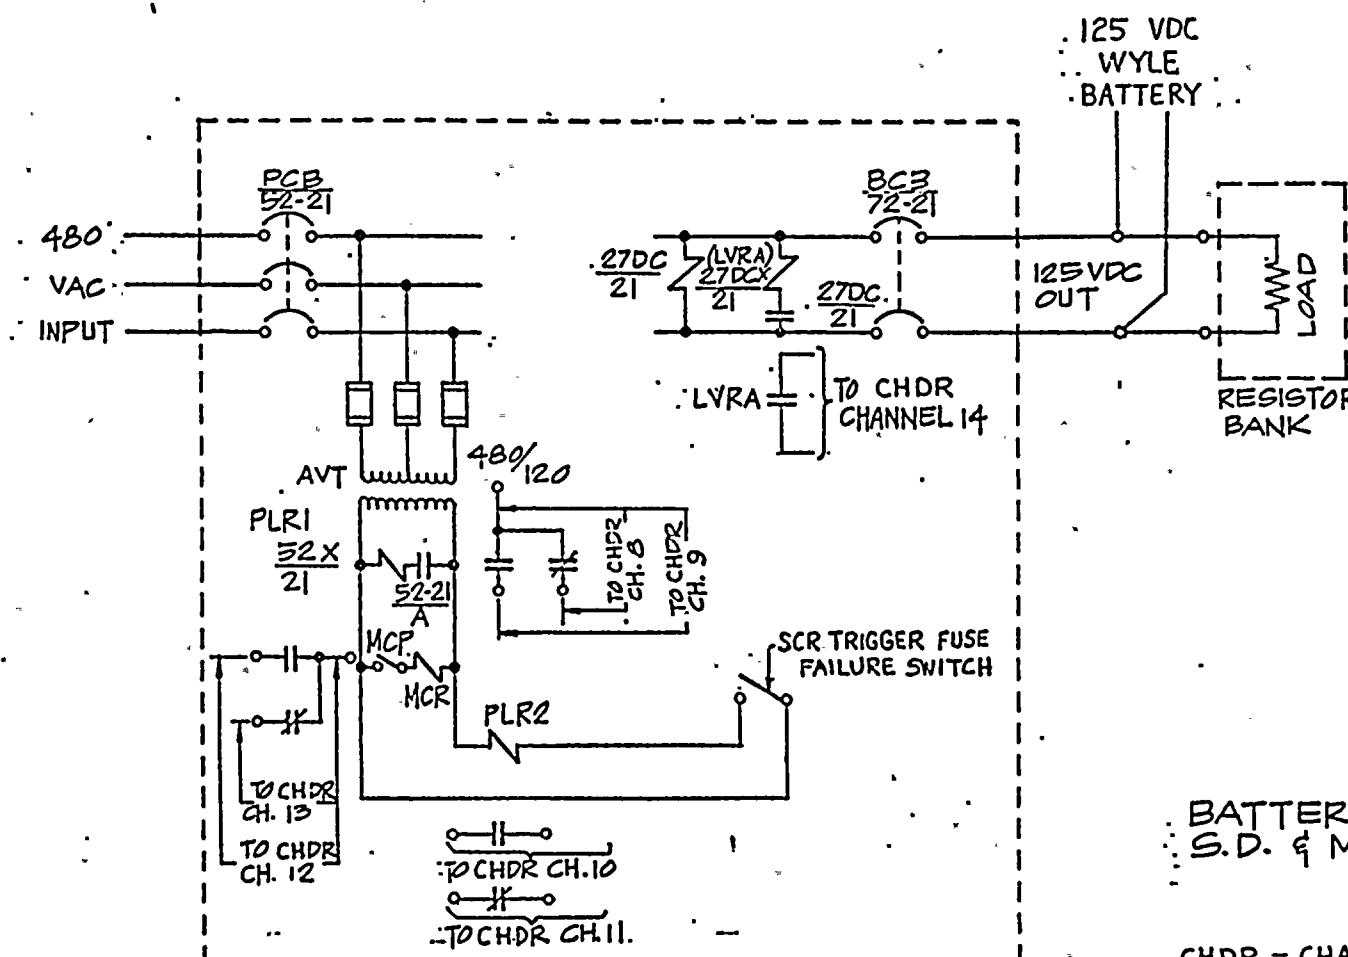 125 VDC
WYLE
BATTERY
PCB
52-21
BCB
72-21
480
VAC
INPUT
27DC
21
(LVRA)
27DCX
21
27DC
21
125VDC
OUT
LOAD
RESISTOR
BANK
LVRA
TO CHDR
CHANNEL 14
AVT
480/120
PLR1
52X
21
52-21
A
TO CHDR
CH. 8
TO CHDR
CH. 9
MCP
MCR
PLR2
SCR TRIGGER FUSE
FAILURE SWITCH
TO CHDR
CH. 13
TO CHDR
CH. 12
TO CHDR CH.10
TO CHDR CH.11.
BATTER
S.D. & M
CHDR = CHA